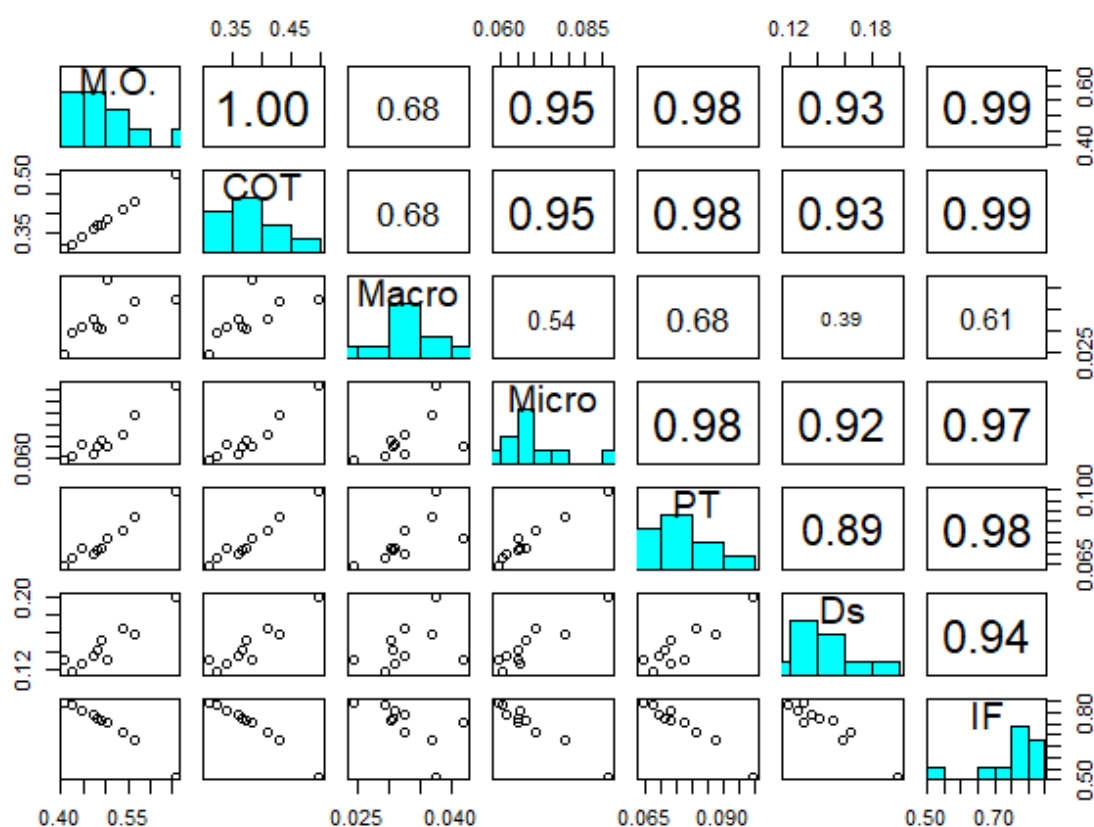 0.35 0.45 0.060 0.085 0.12 0.18
M.O. 1.00 0.68 0.95 0.98 0.93 0.99 0.40 0.60
0.35 0.50 COT 0.68 0.95 0.98 0.93 0.99
Macro 0.54 0.68 0.39 0.61 0.025
0.060 Micro 0.98 0.92 0.97
PT 0.89 0.98 0.065 0.100
0.12 0.20 Ds 0.94
IF 0.50 0.80
0.40 0.55 0.025 0.040 0.065 0.090 0.50 0.70